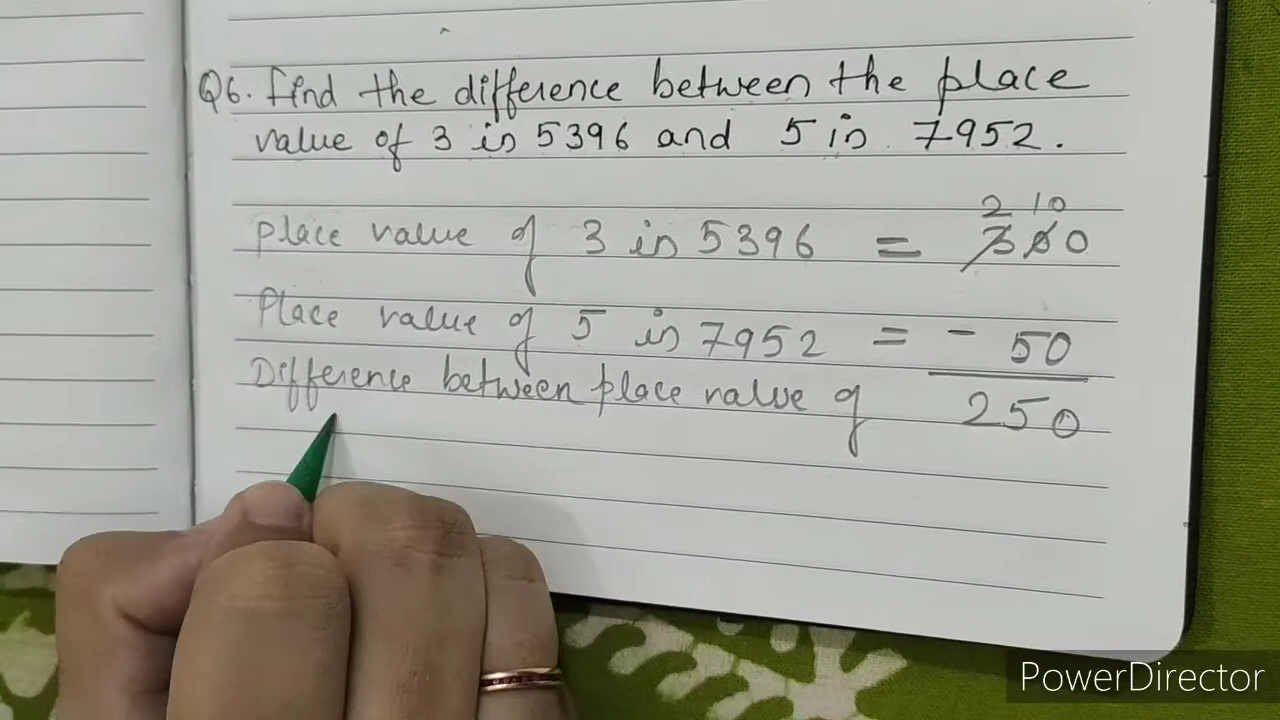 Q6. Find the difference between the place
value of 3 in 5396 and 5 in 7952.
2 10
Place value of 3 in 5396 = 300
Place value of 5 in 7952 = - 50
Difference between place value of 250
PowerDirector